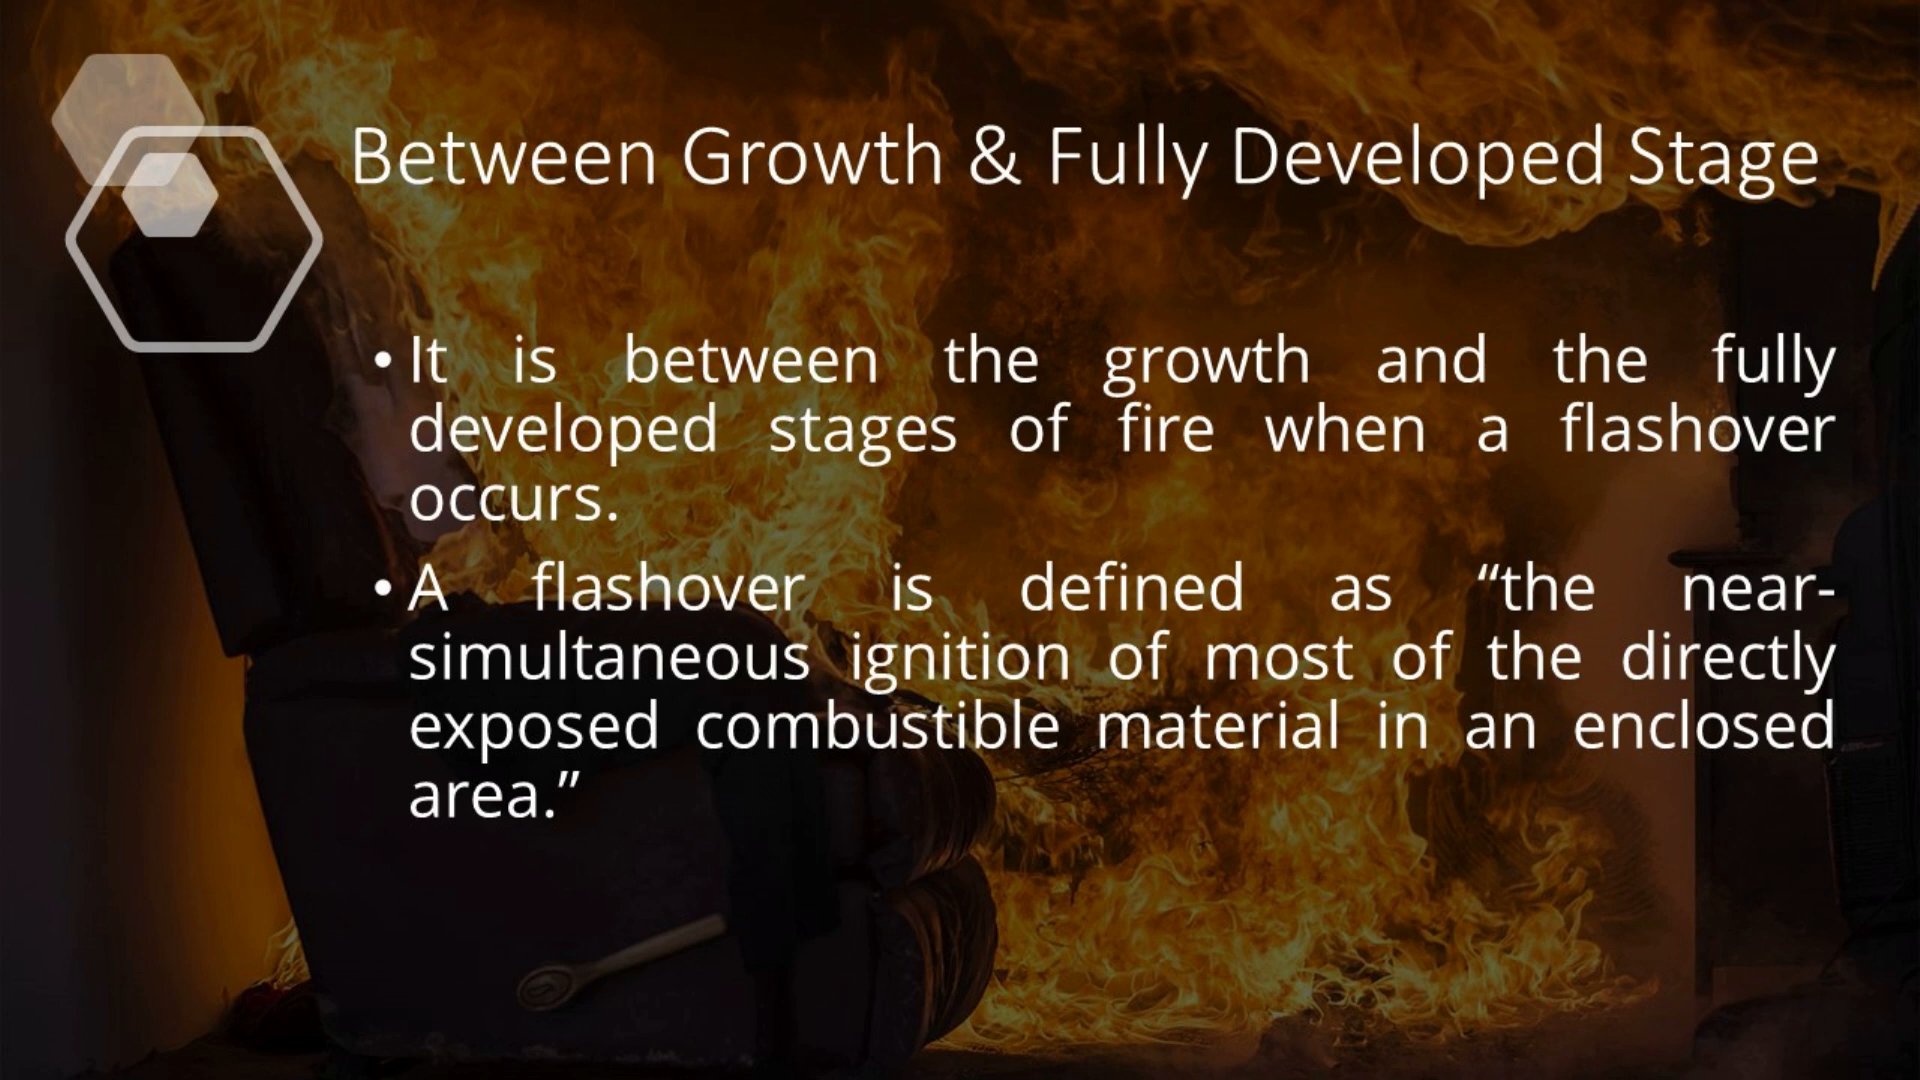 Between Growth & Fully Developed Stage
• It is between the growth and the fully
developed stages of fire when a flashover
occurs.
• A flashover is defined as “the near-
simultaneous ignition of most of the directly
exposed combustible material in an enclosed
area.”